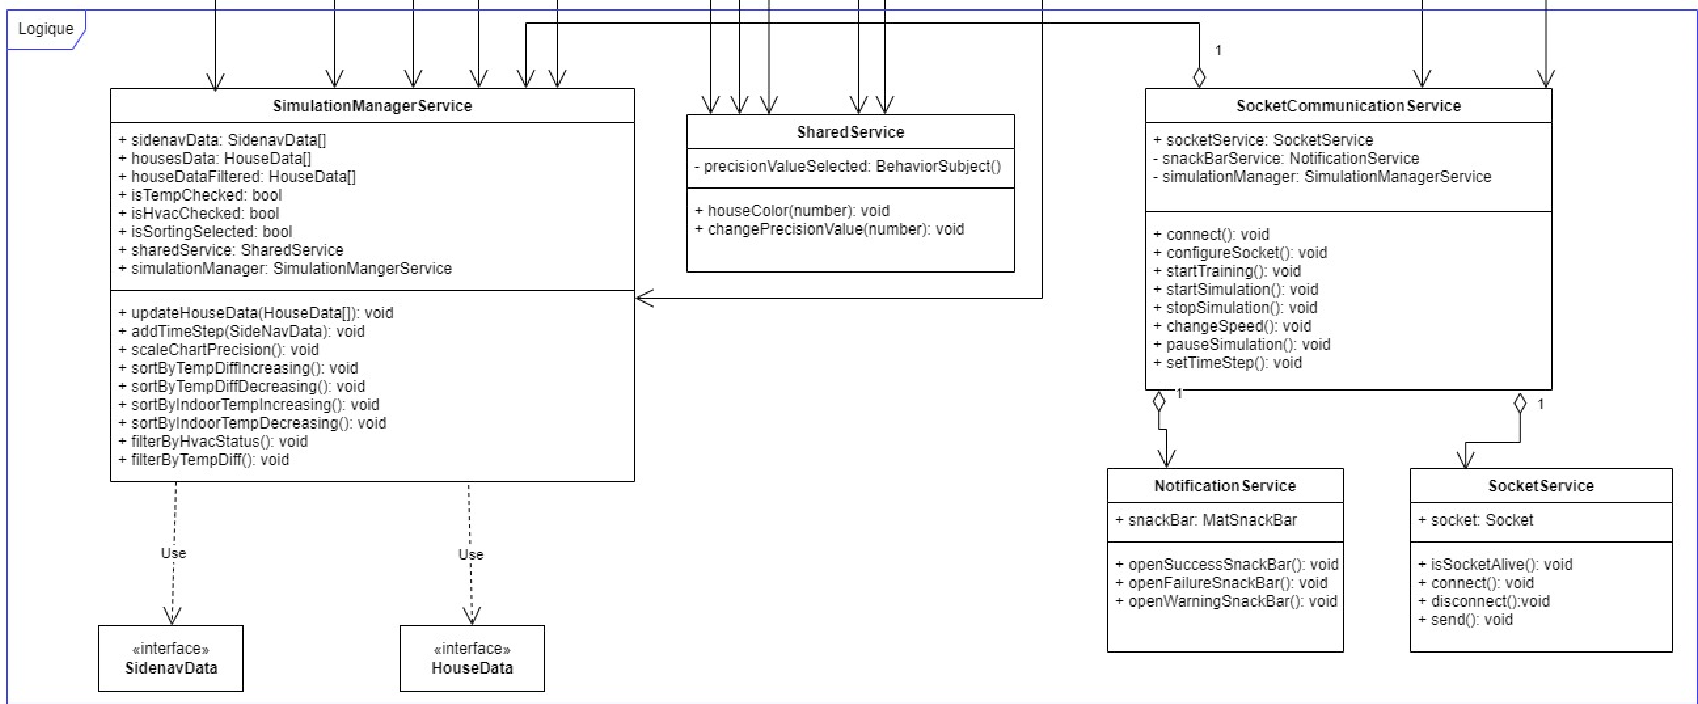 Logique
1
SimulationManagerService
+ sidenavData: SidenavData[]
+ housesData: HouseData[]
+ houseDataFiltered: HouseData[]
+ isTempChecked: bool
+ isHvacChecked: bool
+ isSortingSelected: bool
+ sharedService: SharedService
+ simulationManager: SimulationMangerService
+ updateHouseData(HouseData[]): void
+ addTimeStep(SideNavData): void
+ scaleChartPrecision(): void
+ sortByTempDiffIncreasing(): void
+ sortByTempDiffDecreasing(): void
+ sortByIndoorTempIncreasing(): void
+ sortByIndoorTempDecreasing(): void
+ filterByHvacStatus(): void
+ filterByTempDiff(): void
SharedService
- precisionValueSelected: BehaviorSubject()
+ houseColor(number): void
+ changePrecisionValue(number): void
SocketCommunicationService
+ socketService: SocketService
- snackBarService: NotificationService
- simulationManager: SimulationManagerService
+ connect(): void
+ configureSocket(): void
+ startTraining(): void
+ startSimulation(): void
+ stopSimulation(): void
+ changeSpeed(): void
+ pauseSimulation(): void
+ setTimeStep(): void
1
1
Use
Use
«interface»
SidenavData
«interface»
HouseData
NotificationService
+ snackBar: MatSnackBar
+ openSuccessSnackBar(): void
+ openFailureSnackBar(): void
+ openWarningSnackBar(): void
SocketService
+ socket: Socket
+ isSocketAlive(): void
+ connect(): void
+ disconnect():void
+ send(): void